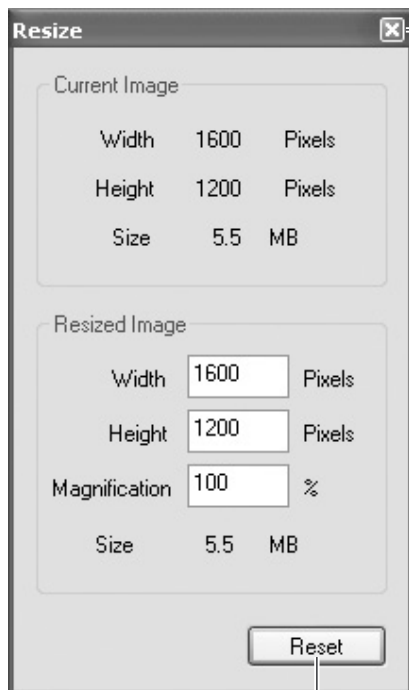 Resize
Current Image
Width 1600 Pixels
Height 1200 Pixels
Size 5.5 MB
Resized Image
Width 1600 Pixels
Height 1200 Pixels
Magnification 100 %
Size 5.5 MB
Reset